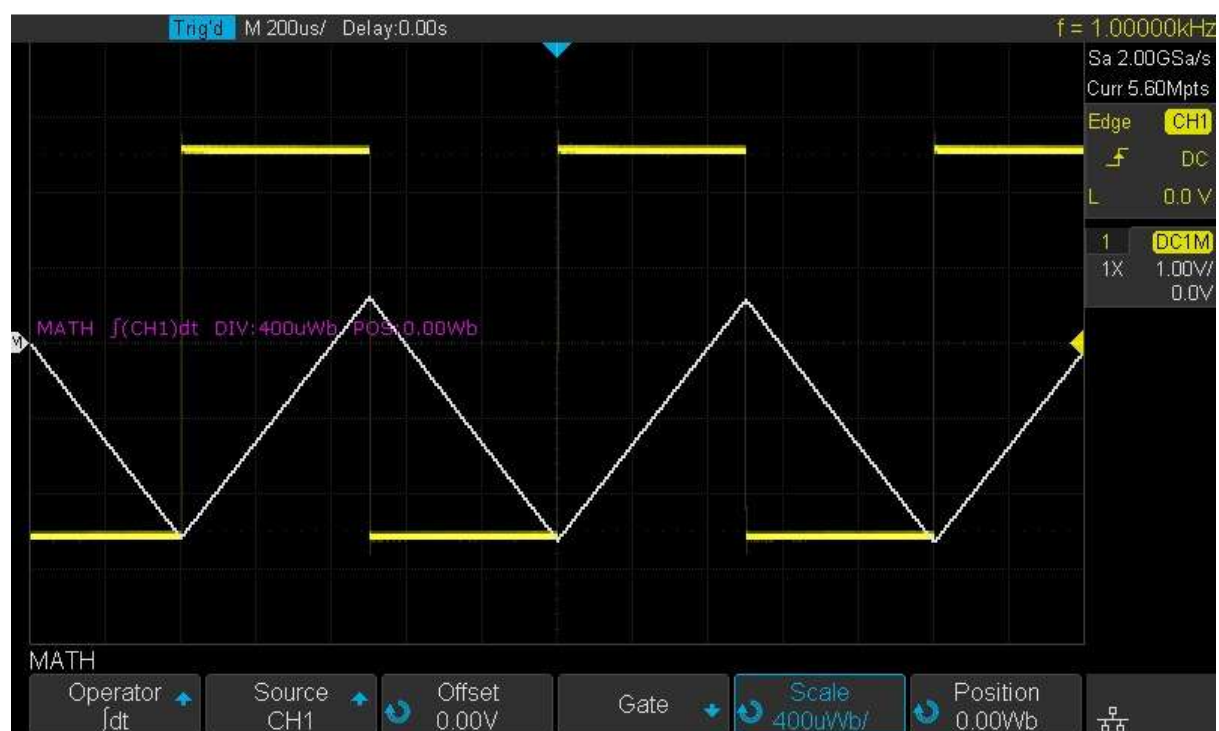 Trig'd M 200us/ Delay:0.00s f = 1.00000kHz
Sa 2.00GSa/s
Curr 5.60Mpts
Edge CH1
DC
L 0.0 V
1 DC1M
1X 1.00V/
0.0V
MATH ∫(CH1)dt DIV:400uWb POS:0.00Wb
M
MATH
Operator Source Offset Gate Scale Position
∫dt CH1 0.00V 400uWb/ 0.00Wb